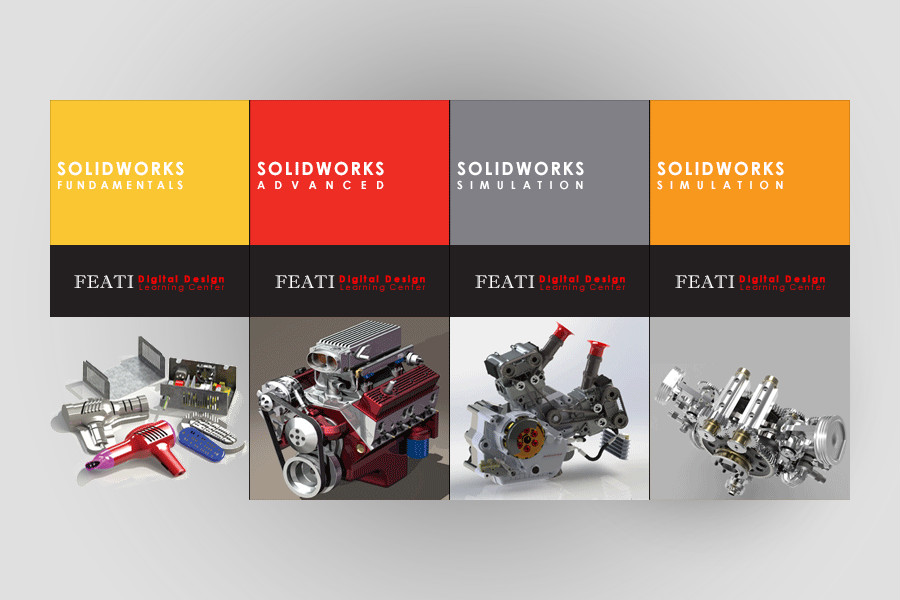 SOLIDWORKS
FUNDAMENTALS
SOLIDWORKS
ADVANCED
SOLIDWORKS
SIMULATION
SOLIDWORKS
SIMULATION
FEATI Digital Design
Learning Center
FEATI Digital Design
Learning Center
FEATI Digital Design
Learning Center
FEATI Digital Design
Learning Center